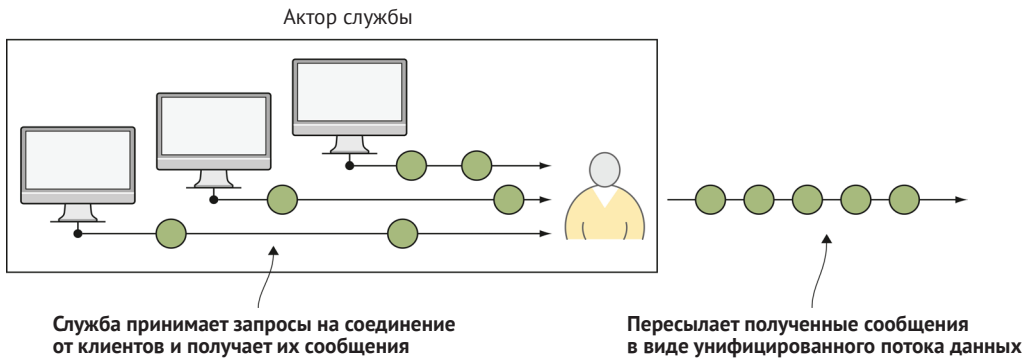 Актор службы
Служба принимает запросы на соединение
от клиентов и получает их сообщения
Пересылает полученные сообщения
в виде унифицированного потока данных